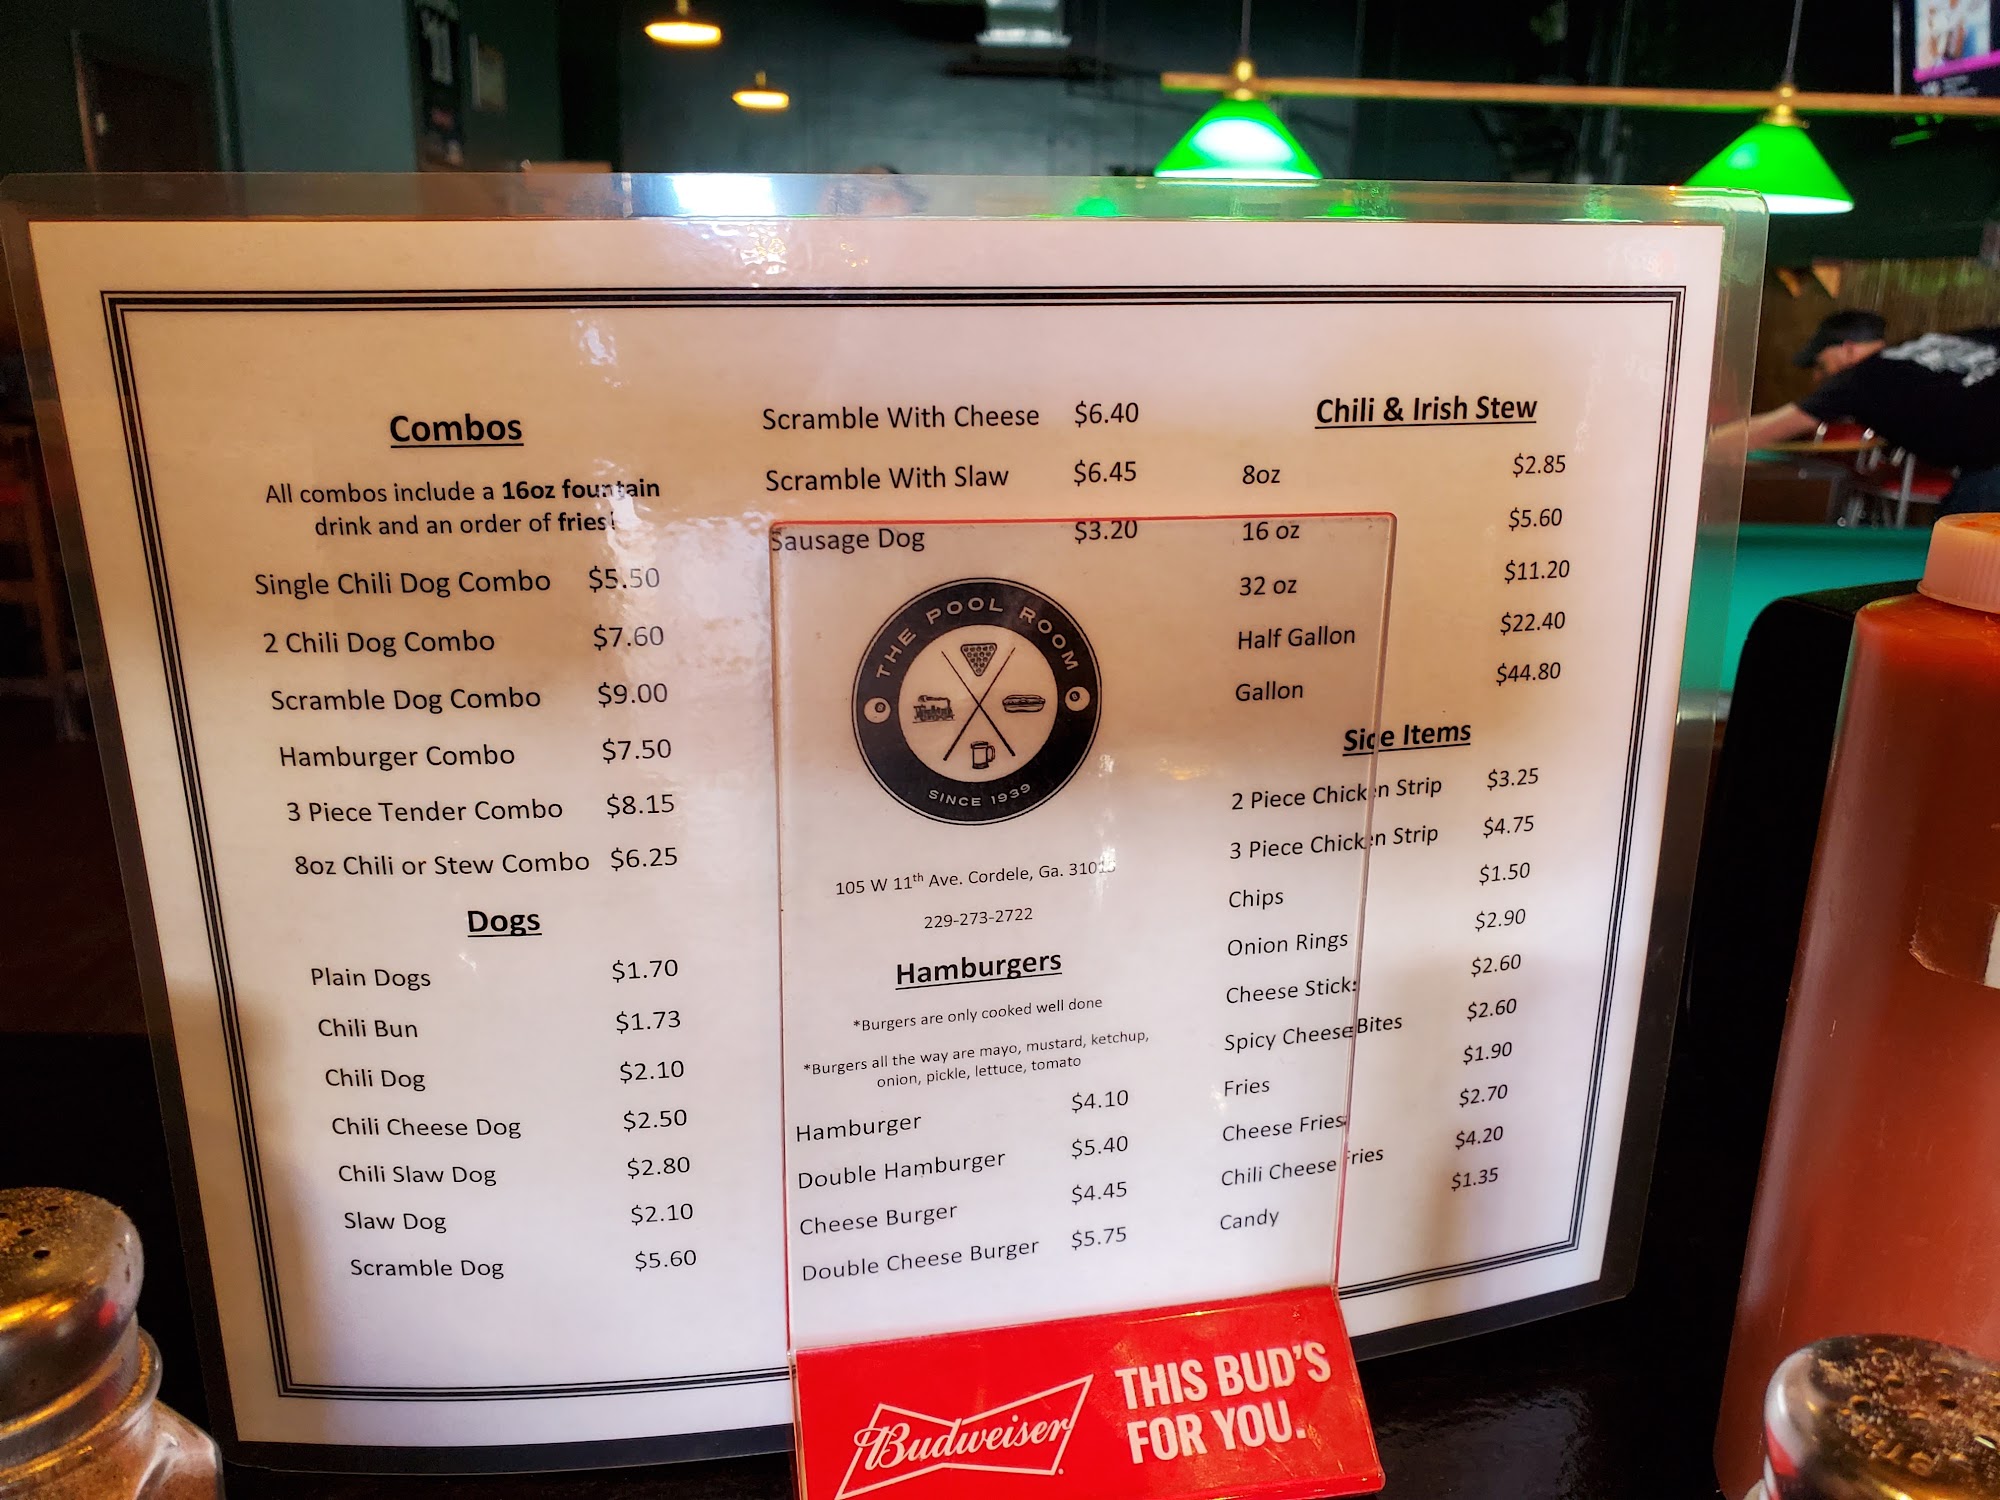 Combos
All combos include a 16oz fountain
drink and an order of fries!
Single Chili Dog Combo $5.50
2 Chili Dog Combo $7.60
Scramble Dog Combo $9.00
Hamburger Combo $7.50
3 Piece Tender Combo $8.15
8oz Chili or Stew Combo $6.25
Dogs
Plain Dogs $1.70
Chili Bun $1.73
Chili Dog $2.10
Chili Cheese Dog $2.50
Chili Slaw Dog $2.80
Slaw Dog $2.10
Scramble Dog $5.60
Scramble With Cheese $6.40
Scramble With Slaw $6.45
Sausage Dog $3.20
THE POOL ROOM
SINCE 1939
105 W 11th Ave. Cordele, Ga.
229-273-2722
Hamburgers
*Burgers are only cooked well done
*Burgers all the way are mayo, mustard, ketchup,
onion, pickle, lettuce, tomato
Hamburger $4.10
Double Hamburger $5.40
Cheese Burger $4.45
Double Cheese Burger $5.75
Chili & Irish Stew
8oz $2.85
16 oz $5.60
32 oz $11.20
Half Gallon $22.40
Gallon $44.80
Side Items
2 Piece Chicken Strip $3.25
3 Piece Chicken Strip $4.75
Chips $1.50
Onion Rings $2.90
Cheese Sticks $2.60
Spicy Cheese Bites $2.60
Fries $1.90
Cheese Fries $2.70
Chili Cheese Fries $4.20
Candy $1.35
Budweiser
THIS BUD'S
FOR YOU.